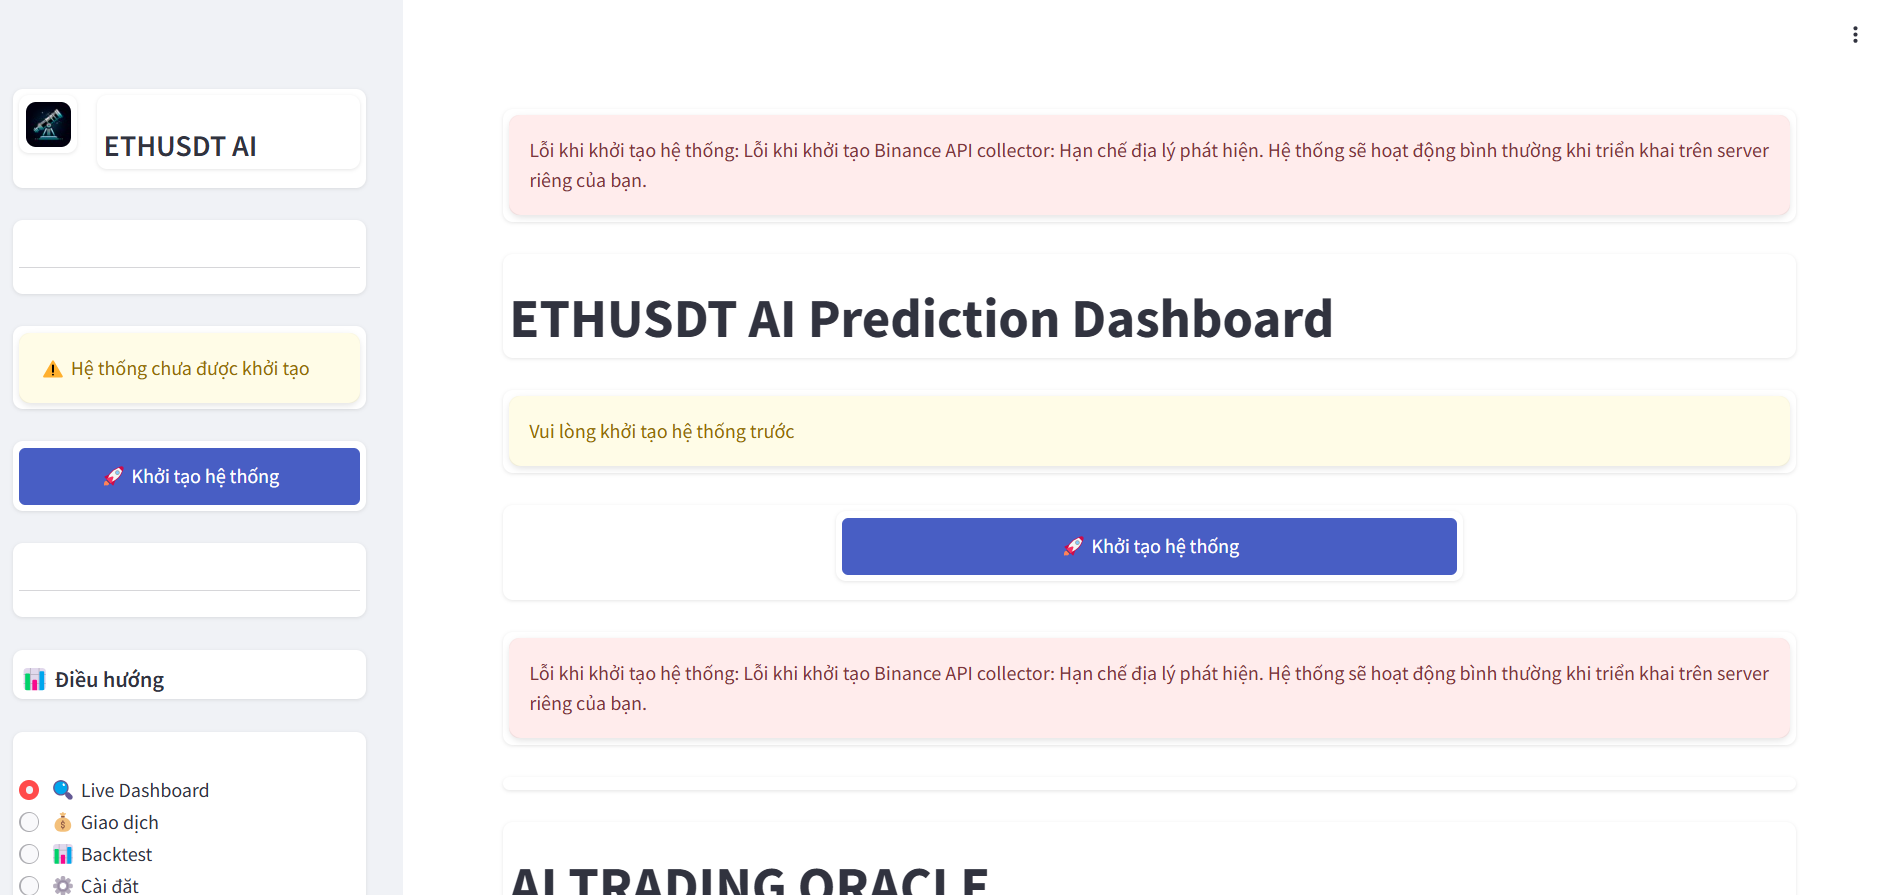 ETHUSDT AI
⚠️ Hệ thống chưa được khởi tạo
🚀 Khởi tạo hệ thống
📊 Điều hướng
🔍 Live Dashboard
💰 Giao dịch
📊 Backtest
⚙️ Cài đặt
Lỗi khi khởi tạo hệ thống: Lỗi khi khởi tạo Binance API collector: Hạn chế địa lý phát hiện. Hệ thống sẽ hoạt động bình thường khi triển khai trên server
riêng của bạn.
ETHUSDT AI Prediction Dashboard
Vui lòng khởi tạo hệ thống trước
🚀 Khởi tạo hệ thống
Lỗi khi khởi tạo hệ thống: Lỗi khi khởi tạo Binance API collector: Hạn chế địa lý phát hiện. Hệ thống sẽ hoạt động bình thường khi triển khai trên server
riêng của bạn.
AI TRADING ORACLE